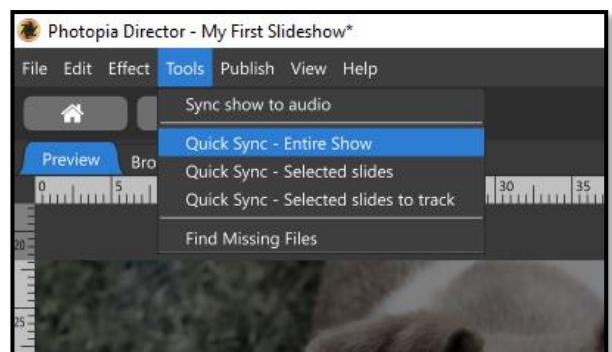 Photopia Director - My First Slideshow*
File Edit Effect Tools Publish View Help
Sync show to audio
Quick Sync - Entire Show
Preview Bro
Quick Sync - Selected slides
0 5 30 35
Quick Sync - Selected slides to track
20
Find Missing Files
25